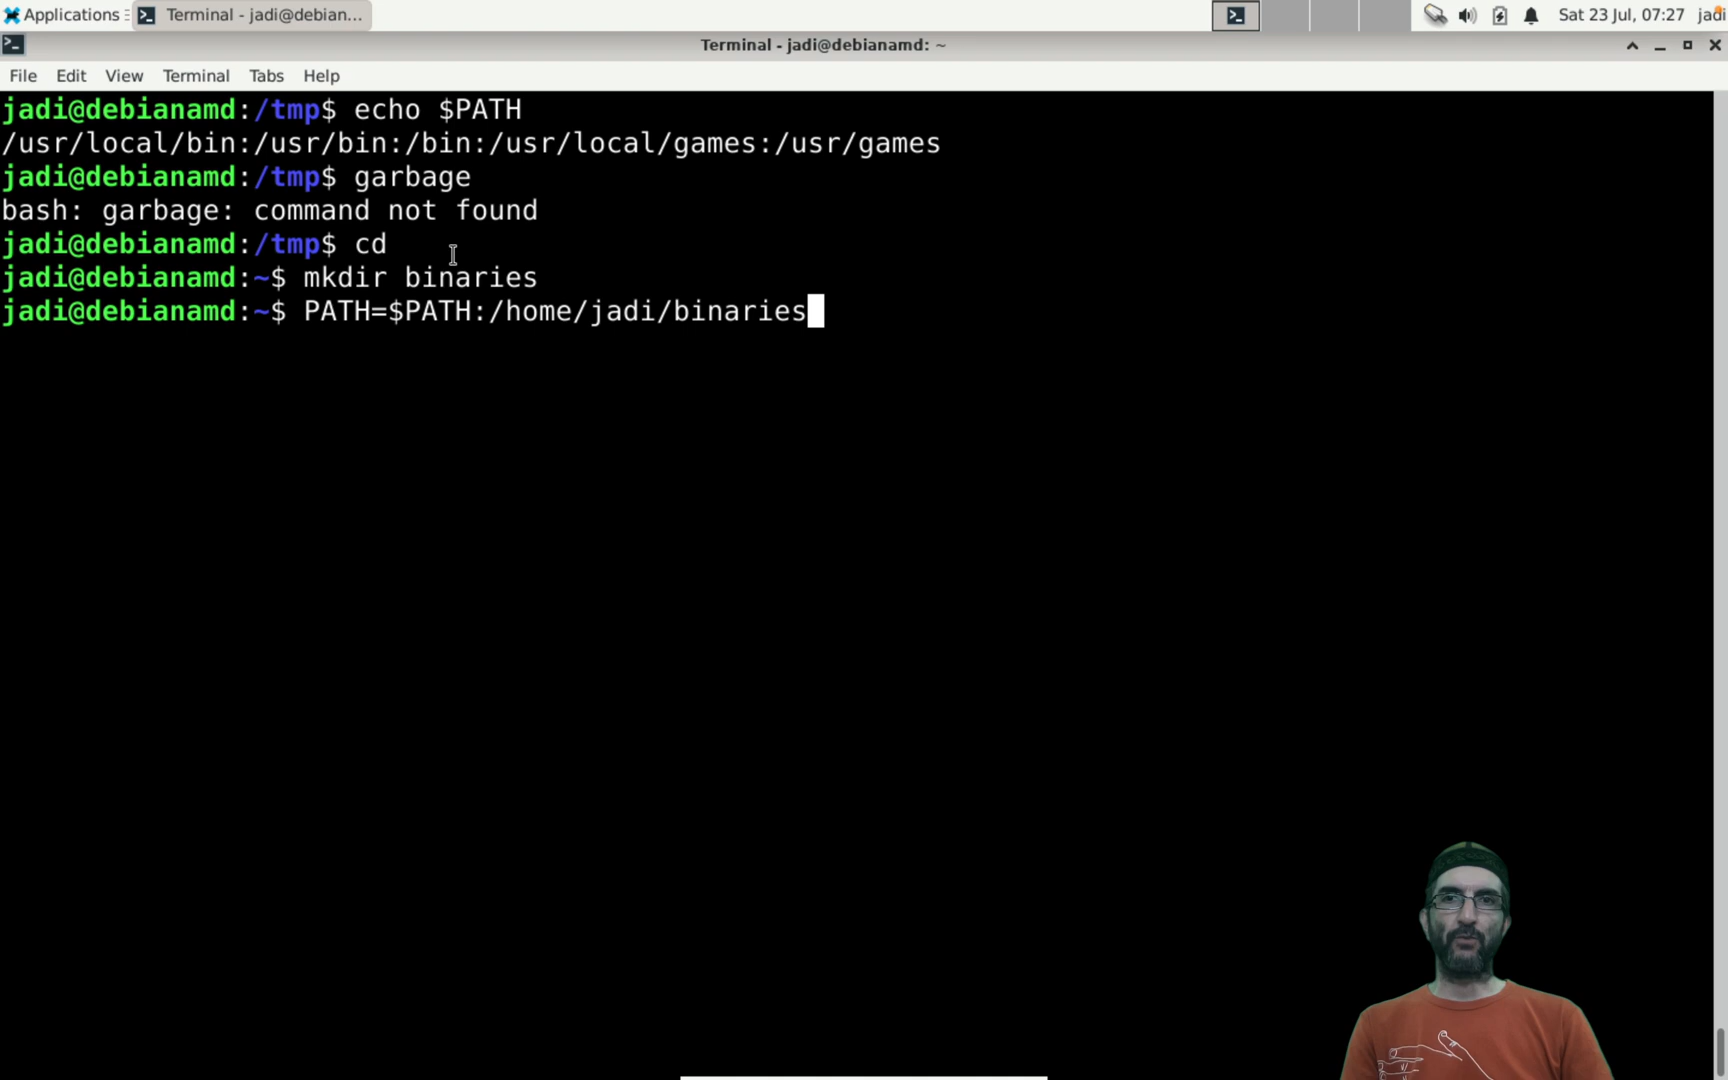 Applications
Terminal - jadi@debian...
Sat 23 Jul, 07:27
jadi
Terminal - jadi@debianamd: ~
File Edit View Terminal Tabs Help
jadi@debianamd:/tmp$ echo $PATH
/usr/local/bin:/usr/bin:/bin:/usr/local/games:/usr/games
jadi@debianamd:/tmp$ garbage
bash: garbage: command not found
jadi@debianamd:/tmp$ cd
jadi@debianamd:~$ mkdir binaries
jadi@debianamd:~$ PATH=$PATH:/home/jadi/binaries